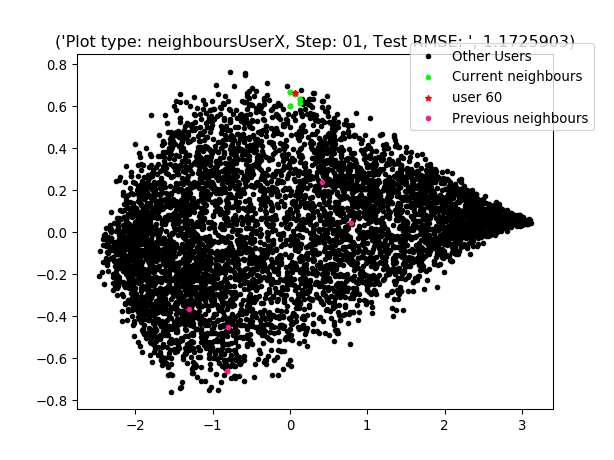 ('Plot type: neighboursUserX, Step: 01, Test RMSE: ', 1.1725903)
Other Users
Current neighbours
user 60
Previous neighbours
0.8
0.6
0.4
0.2
0.0
−0.2
−0.4
−0.6
−0.8
−2 −1 0 1 2 3